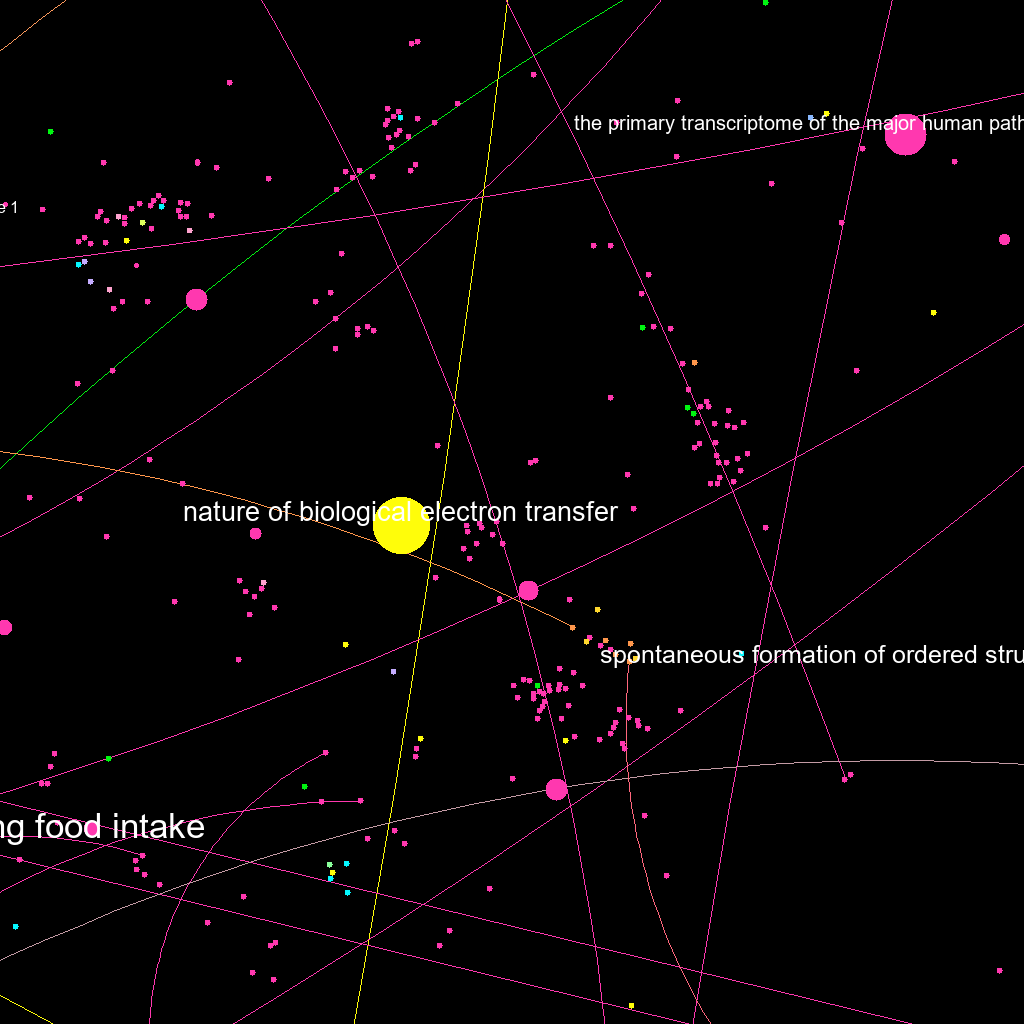 the primary transcriptome of the major human path
e 1
nature of biological electron transfer
spontaneous formation of ordered stru
ng food intake